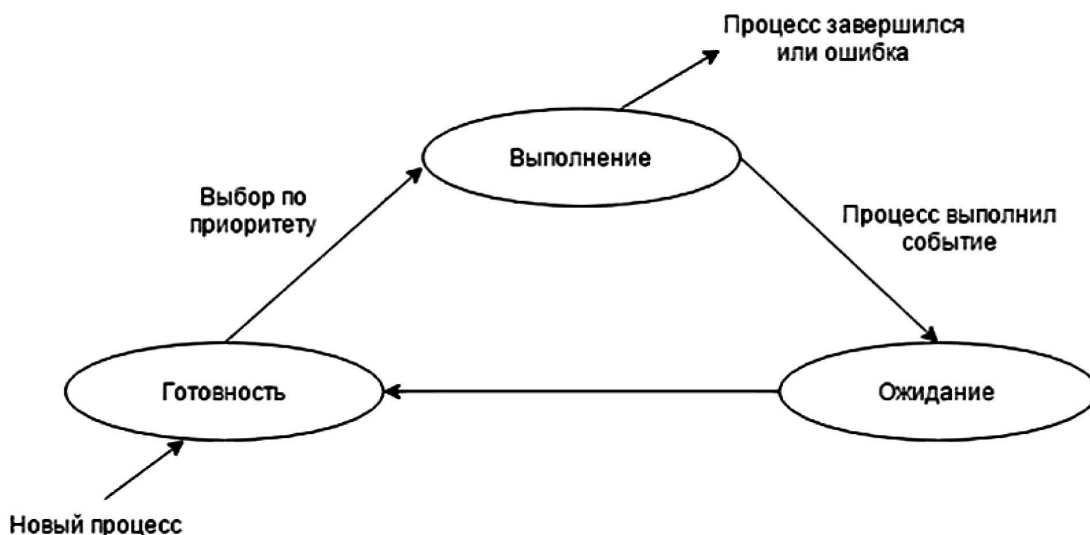 Процесс завершился
или ошибка
Выполнение
Выбор по
приоритету
Процесс выполнил
событие
Готовность
Ожидание
Новый процесс